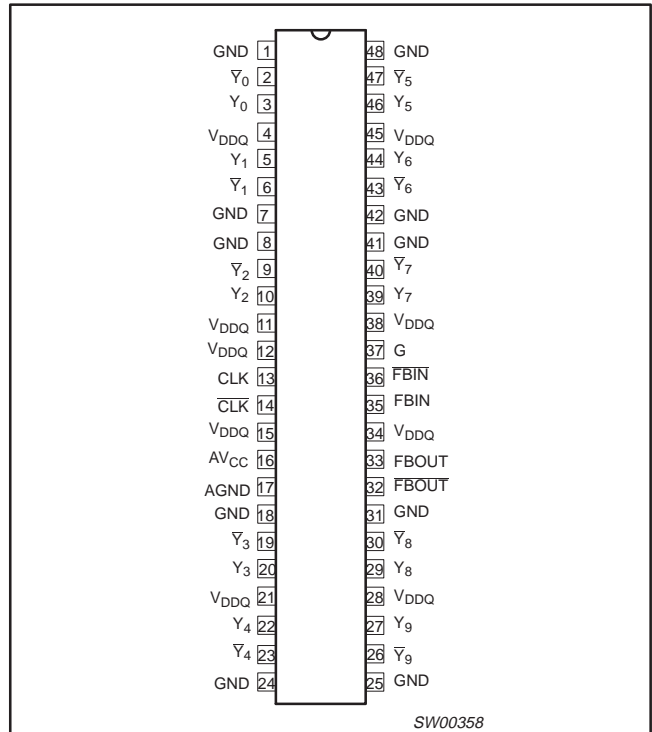 GND 1 48 GND
Y̅0 2 47 Y̅5
Y0 3 46 Y5
VDDQ 4 45 VDDQ
Y1 5 44 Y6
Y̅1 6 43 Y̅6
GND 7 42 GND
GND 8 41 GND
Y̅2 9 40 Y̅7
Y2 10 39 Y7
VDDQ 11 38 VDDQ
VDDQ 12 37 G
CLK 13 36 F̅B̅I̅N̅
C̅L̅K̅ 14 35 FBIN
VDDQ 15 34 VDDQ
AVCC 16 33 FBOUT
AGND 17 32 F̅B̅O̅U̅T̅
GND 18 31 GND
Y̅3 19 30 Y̅8
Y3 20 29 Y8
VDDQ 21 28 VDDQ
Y4 22 27 Y9
Y̅4 23 26 Y̅9
GND 24 25 GND
SW00358